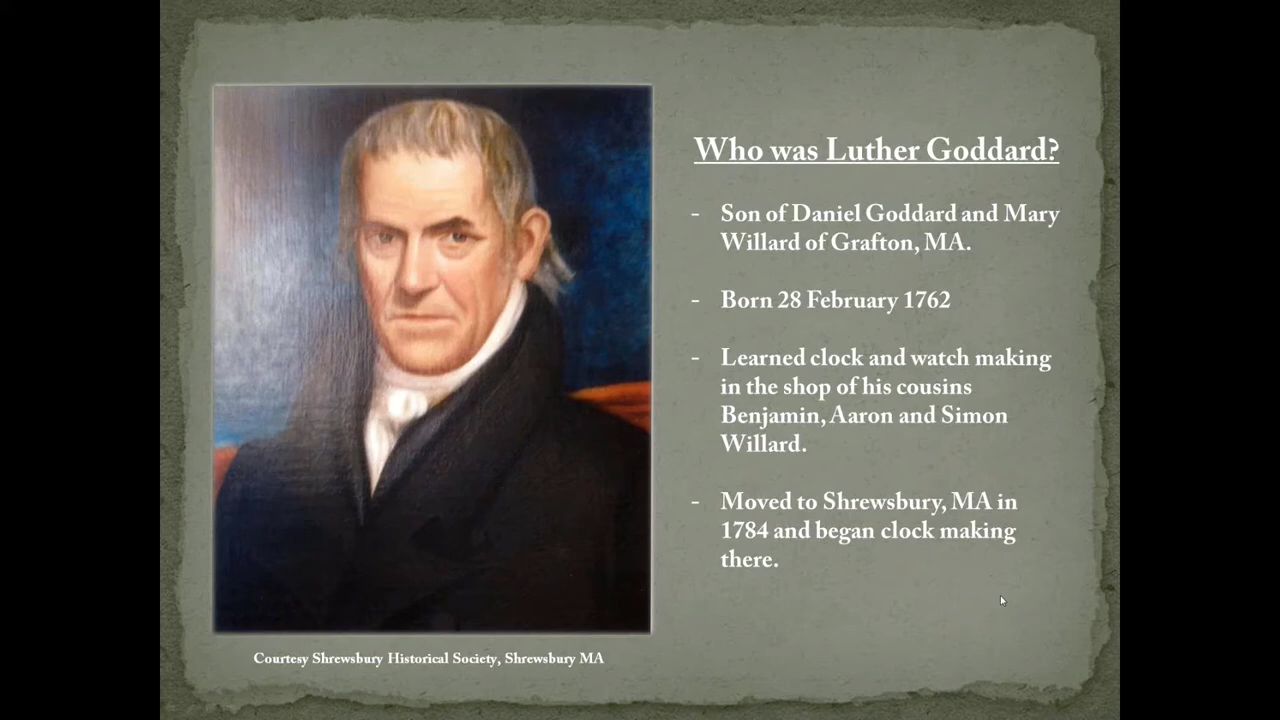 Who was Luther Goddard?
- Son of Daniel Goddard and Mary
Willard of Grafton, MA.
- Born 28 February 1762
- Learned clock and watch making
in the shop of his cousins
Benjamin, Aaron and Simon
Willard.
- Moved to Shrewsbury, MA in
1784 and began clock making
there.
Courtesy Shrewsbury Historical Society, Shrewsbury MA